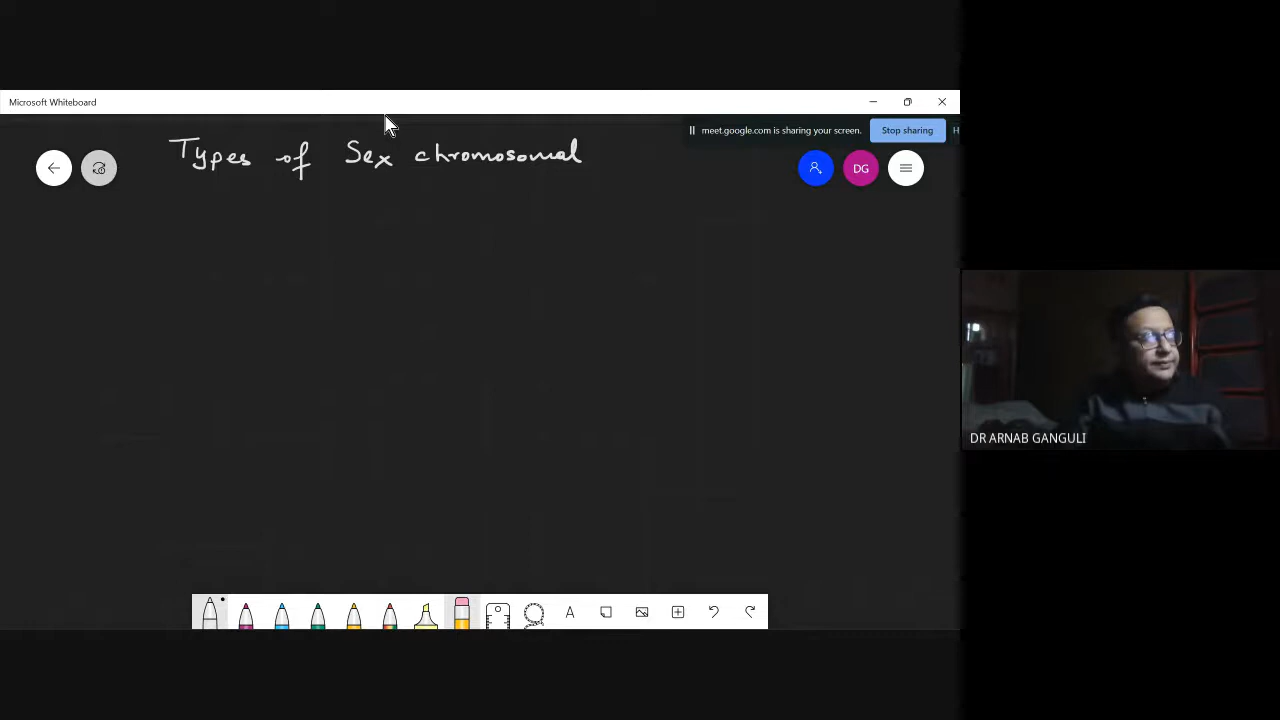 Microsoft Whiteboard
meet.google.com is sharing your screen.
Stop sharing
H
Types of Sex chromosomal
DG
DR ARNAB GANGULI
A